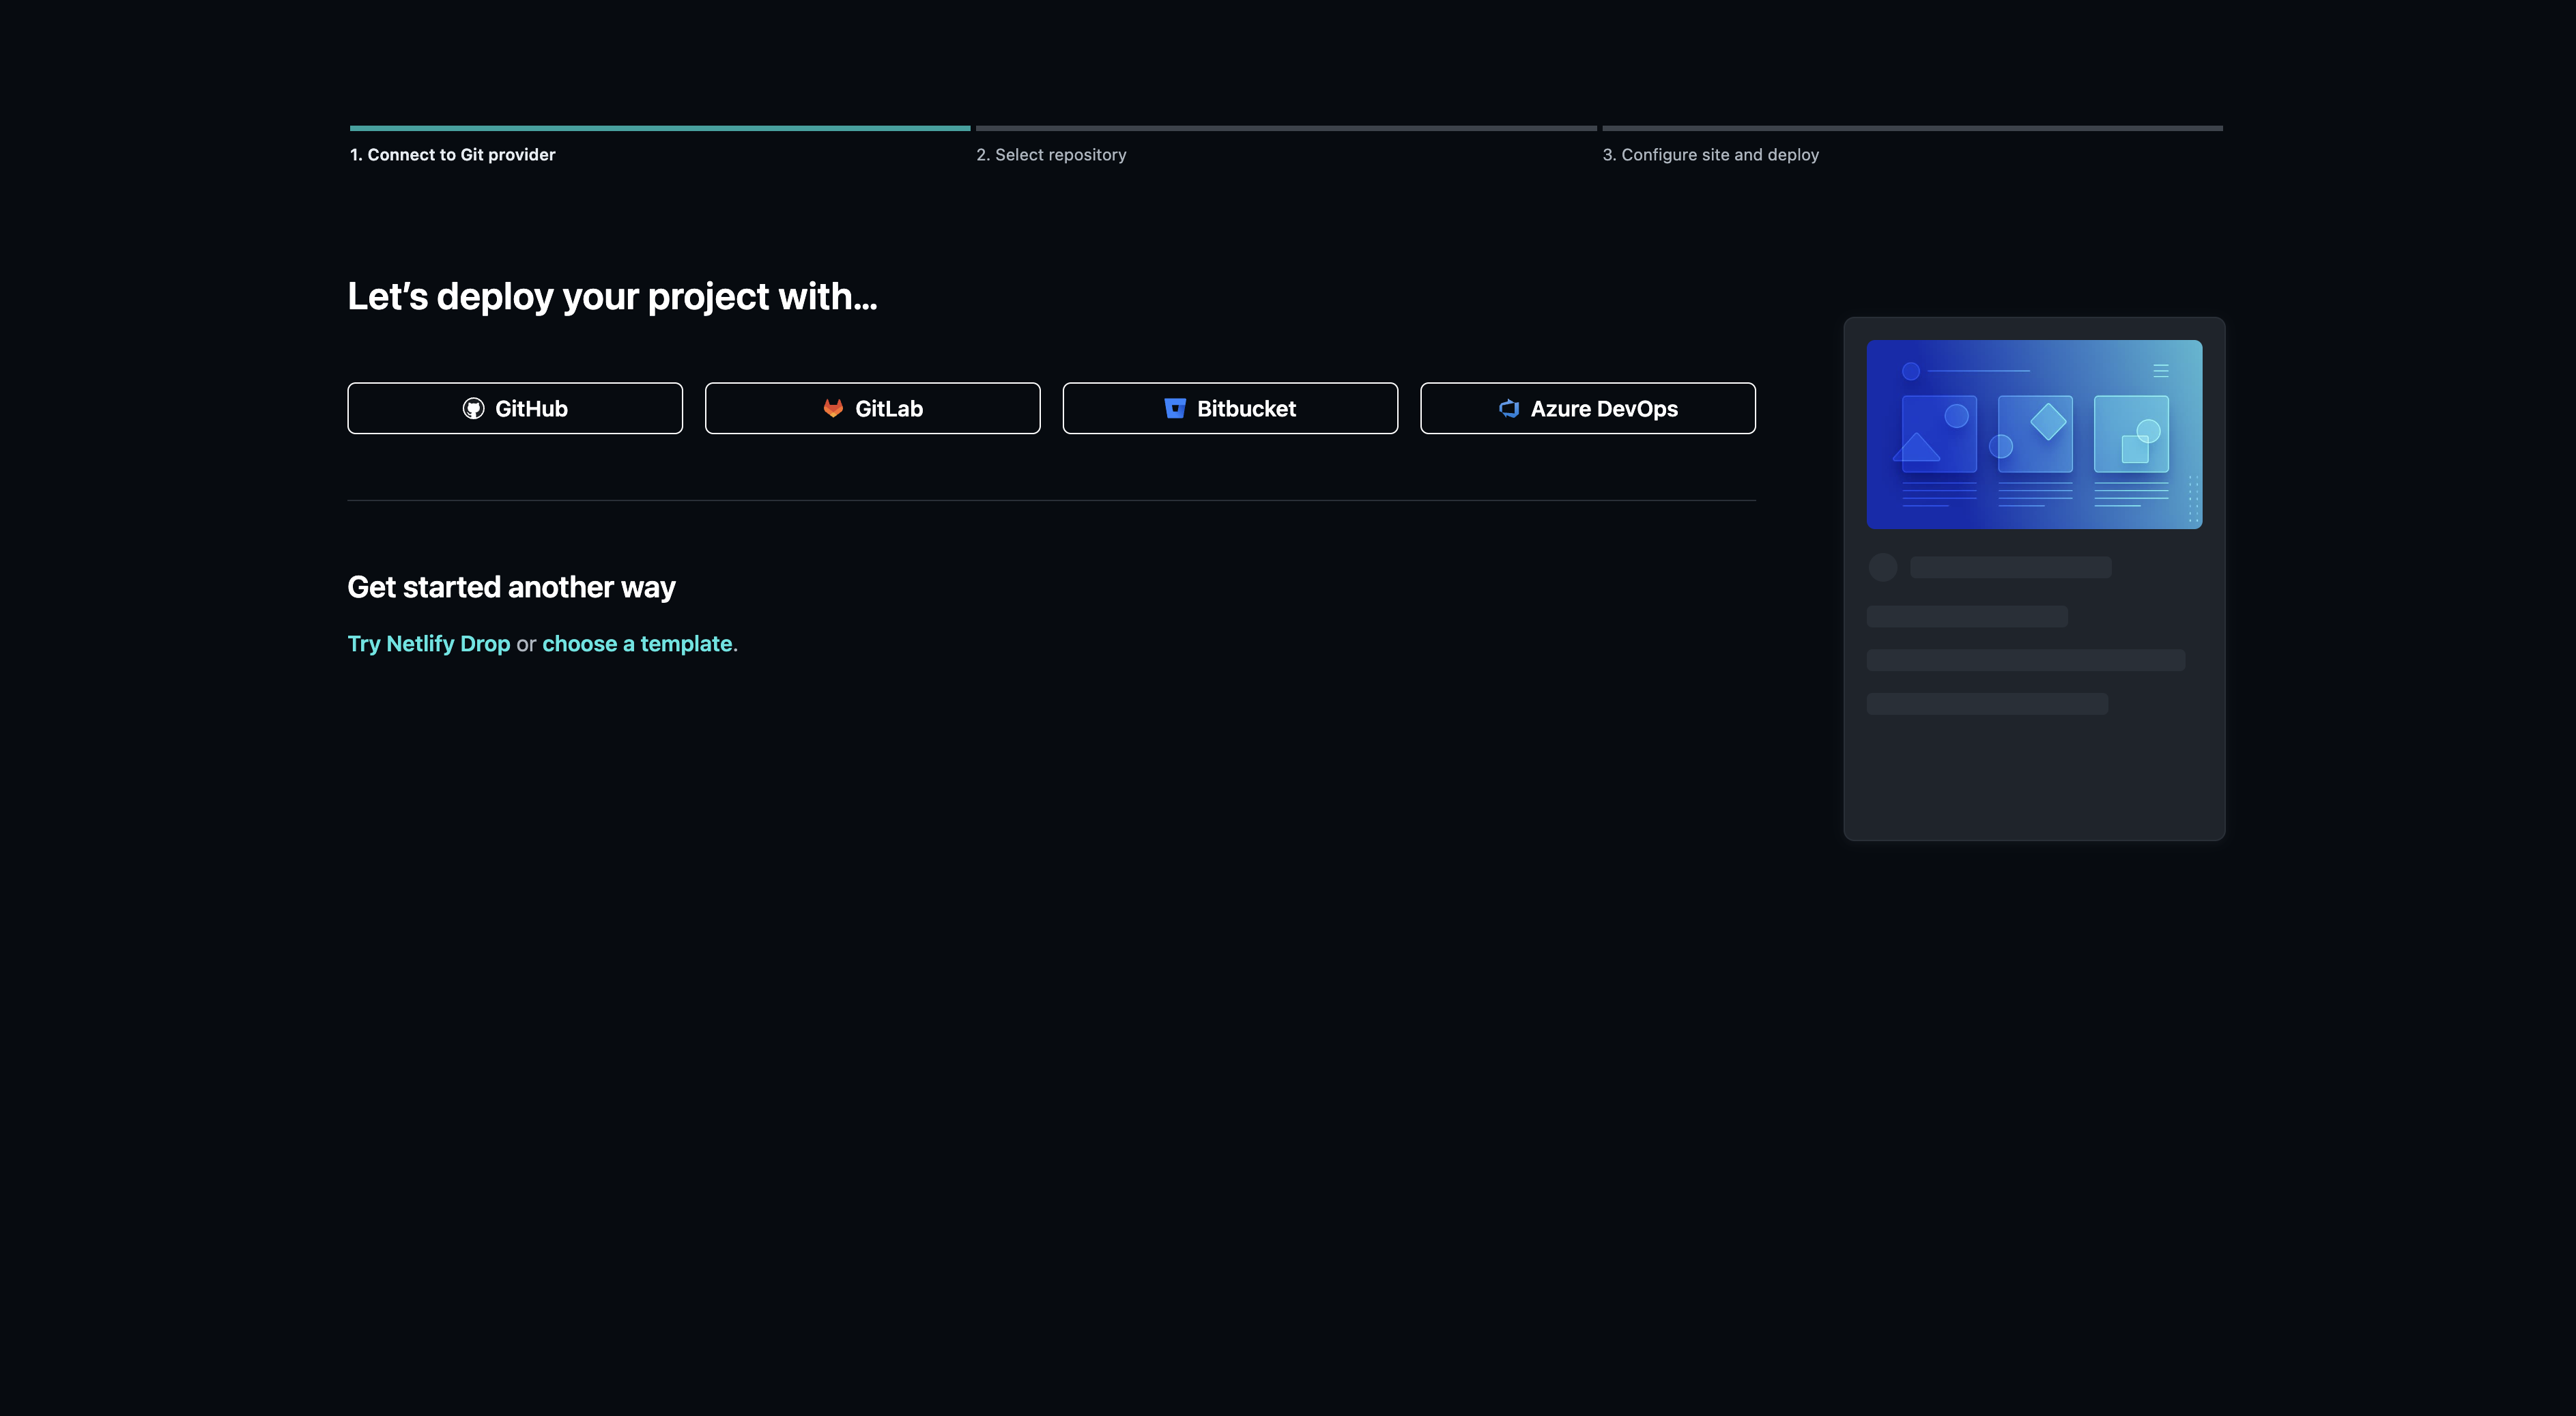 1. Connect to Git provider
2. Select repository
3. Configure site and deploy
Let’s deploy your project with…
GitHub
GitLab
Bitbucket
Azure DevOps
Get started another way
Try Netlify Drop or choose a template.